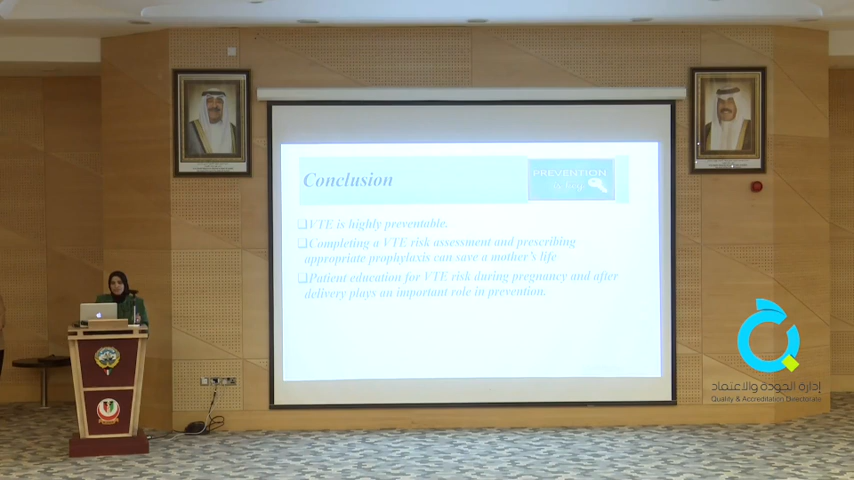 Conclusion
PREVENTION
is key
❑VTE is highly preventable.
❑Completing a VTE risk assessment and prescribing
appropriate prophylaxis can save a mother's life
❑Patient education for VTE risk during pregnancy and after
delivery plays an important role in prevention.
إدارة الجودة والاعتماد
Quality & Accreditation Directorate